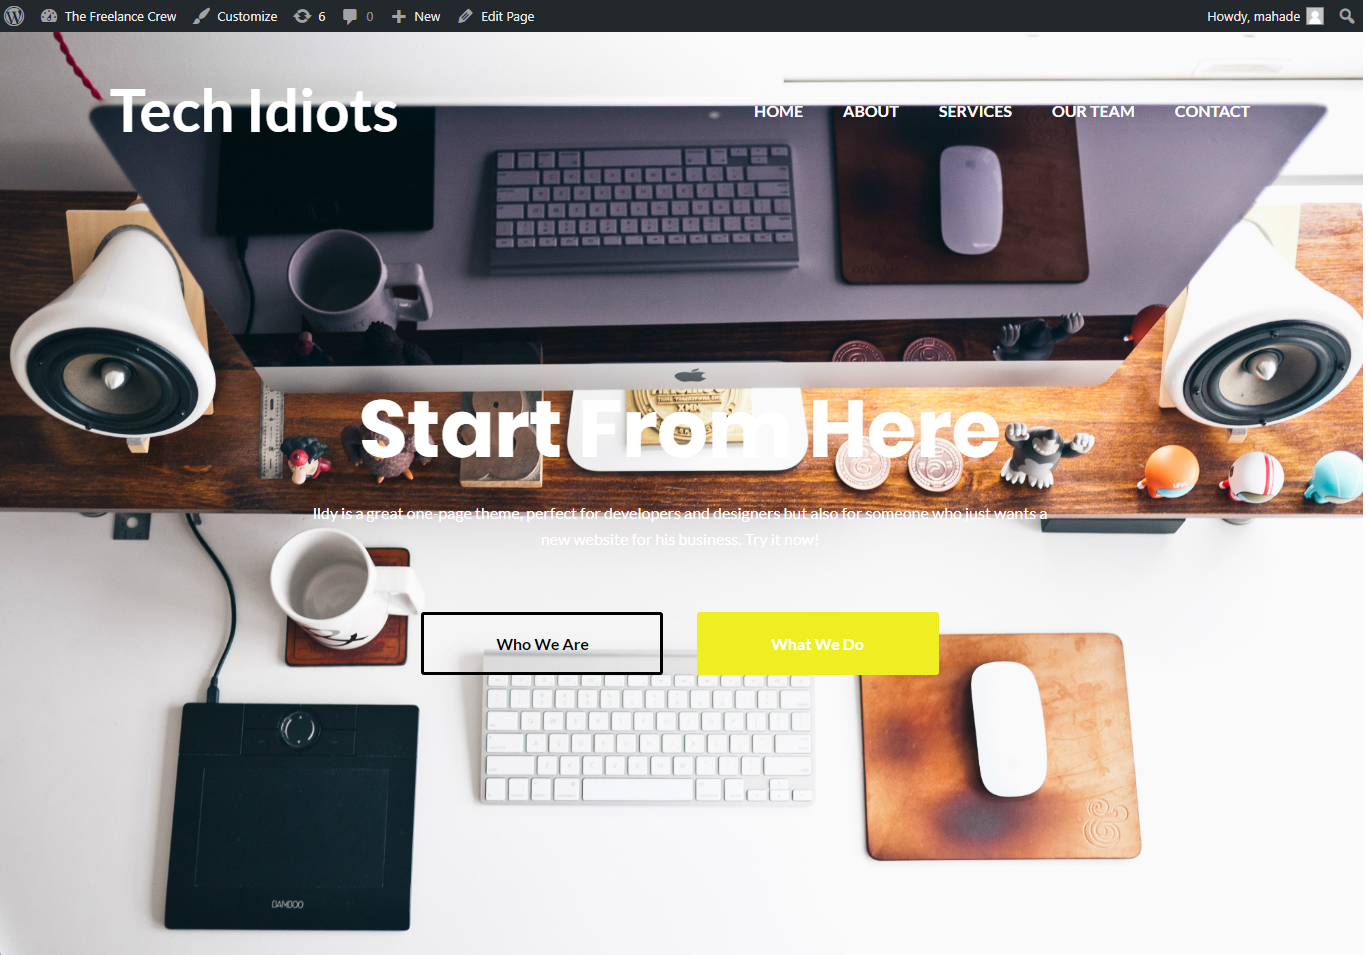 The Freelance Crew Customize 6 0 New Edit Page Howdy, mahade
Tech Idiots
HOME ABOUT SERVICES OUR TEAM CONTACT
Start From Here
lldy is a great one-page theme, perfect for developers and designers but also for someone who just wants a
new website for his business. Try it now!
Who We Are What We Do
BAMBOO